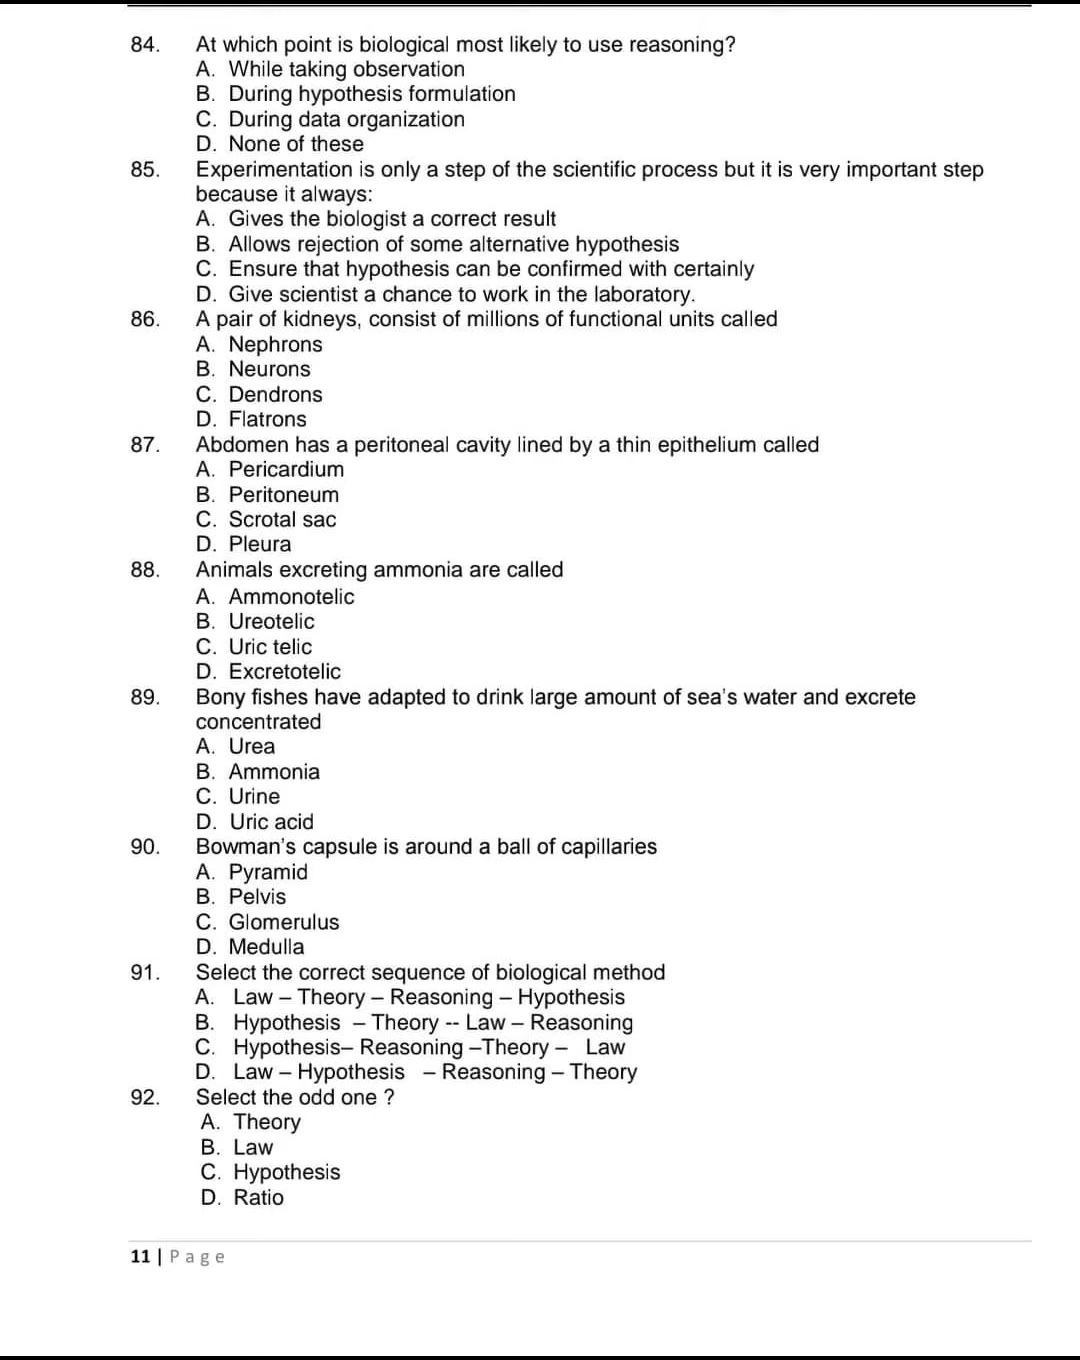 84. At which point is biological most likely to use reasoning?
A. While taking observation
B. During hypothesis formulation
C. During data organization
D. None of these
85. Experimentation is only a step of the scientific process but it is very important step
because it always:
A. Gives the biologist a correct result
B. Allows rejection of some alternative hypothesis
C. Ensure that hypothesis can be confirmed with certainly
D. Give scientist a chance to work in the laboratory.
86. A pair of kidneys, consist of millions of functional units called
A. Nephrons
B. Neurons
C. Dendrons
D. Flatrons
87. Abdomen has a peritoneal cavity lined by a thin epithelium called
A. Pericardium
B. Peritoneum
C. Scrotal sac
D. Pleura
88. Animals excreting ammonia are called
A. Ammonotelic
B. Ureotelic
C. Uric telic
D. Excretotelic
89. Bony fishes have adapted to drink large amount of sea's water and excrete
concentrated
A. Urea
B. Ammonia
C. Urine
D. Uric acid
90. Bowman's capsule is around a ball of capillaries
A. Pyramid
B. Pelvis
C. Glomerulus
D. Medulla
91. Select the correct sequence of biological method
A. Law – Theory – Reasoning – Hypothesis
B. Hypothesis – Theory -- Law – Reasoning
C. Hypothesis– Reasoning –Theory – Law
D. Law – Hypothesis – Reasoning – Theory
92. Select the odd one ?
A. Theory
B. Law
C. Hypothesis
D. Ratio
11 | Page